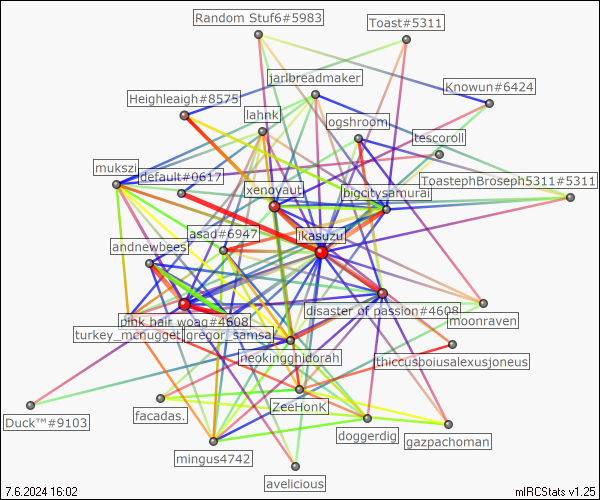 Random Stuf6#5983
Toast#5311
jarlbreadmaker
Knowun#6424
Heighleaigh#8575
lahnk
ogshroom
tescoroll
mukszi
default#0617
xenoyaut
bigcitysamurai
ToastephBroseph5311#5311
asad#6947
ikasuzu
andnewbees
disaster of passion#4608
pink hair woag#4608
moonraven
turkey_mcnugget
gregor_samsa
neokingghidorah
thiccusboiusalexusjoneus
Duck™#9103
facadas.
ZeeHonk
doggerdig
gazpachoman
mingus4742
avelicious
7.6.2024 16:02
mIRCStats v1.25